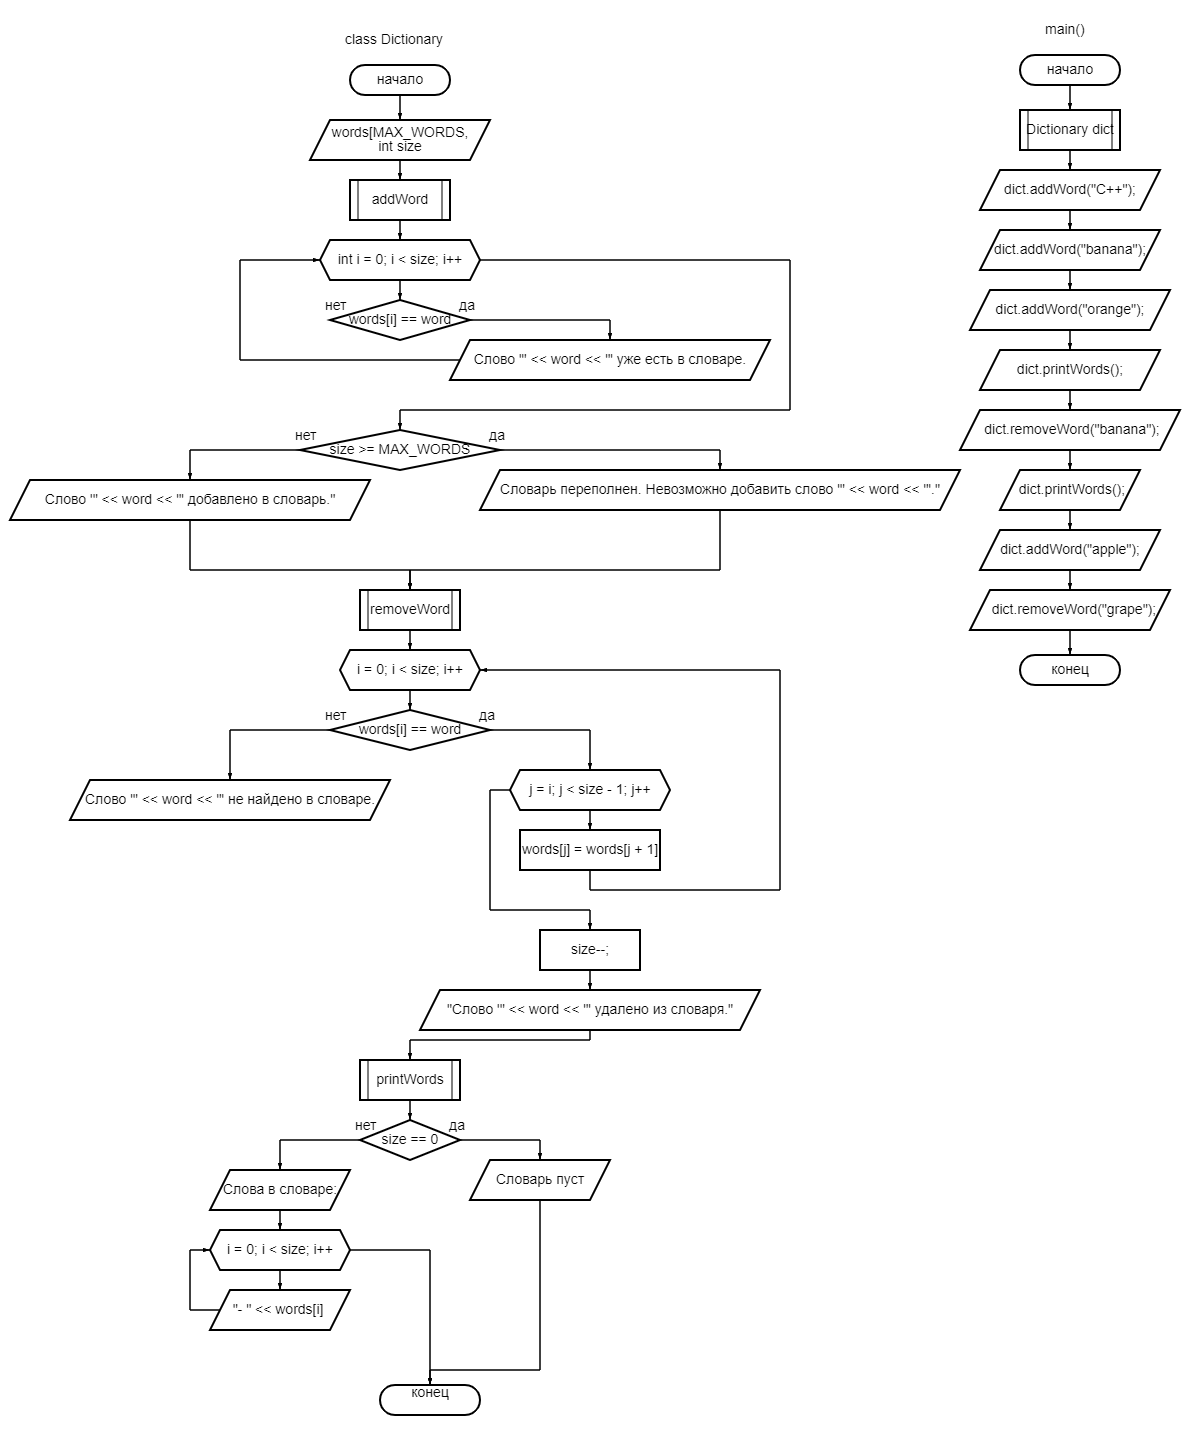 class Dictionary
начало
words[MAX_WORDS,
int size
addWord
int i = 0; i < size; i++
нет
да
words[i] == word
Слово '" << word << "' уже есть в словаре.
нет
да
size >= MAX_WORDS
Слово '" << word << "' добавлено в словарь."
Словарь переполнен. Невозможно добавить слово '" << word << "'."
removeWord
i = 0; i < size; i++
нет
да
words[i] == word
Слово '" << word << "' не найдено в словаре.
j = i; j < size - 1; j++
words[j] = words[j + 1]
size--;
"Слово '" << word << "' удалено из словаря."
printWords
нет
да
size == 0
Слова в словаре:
Словарь пуст
i = 0; i < size; i++
"- " << words[i]
конец
main()
начало
Dictionary dict
dict.addWord("C++");
dict.addWord("banana");
dict.addWord("orange");
dict.printWords();
dict.removeWord("banana");
dict.printWords();
dict.addWord("apple");
dict.removeWord("grape");
конец